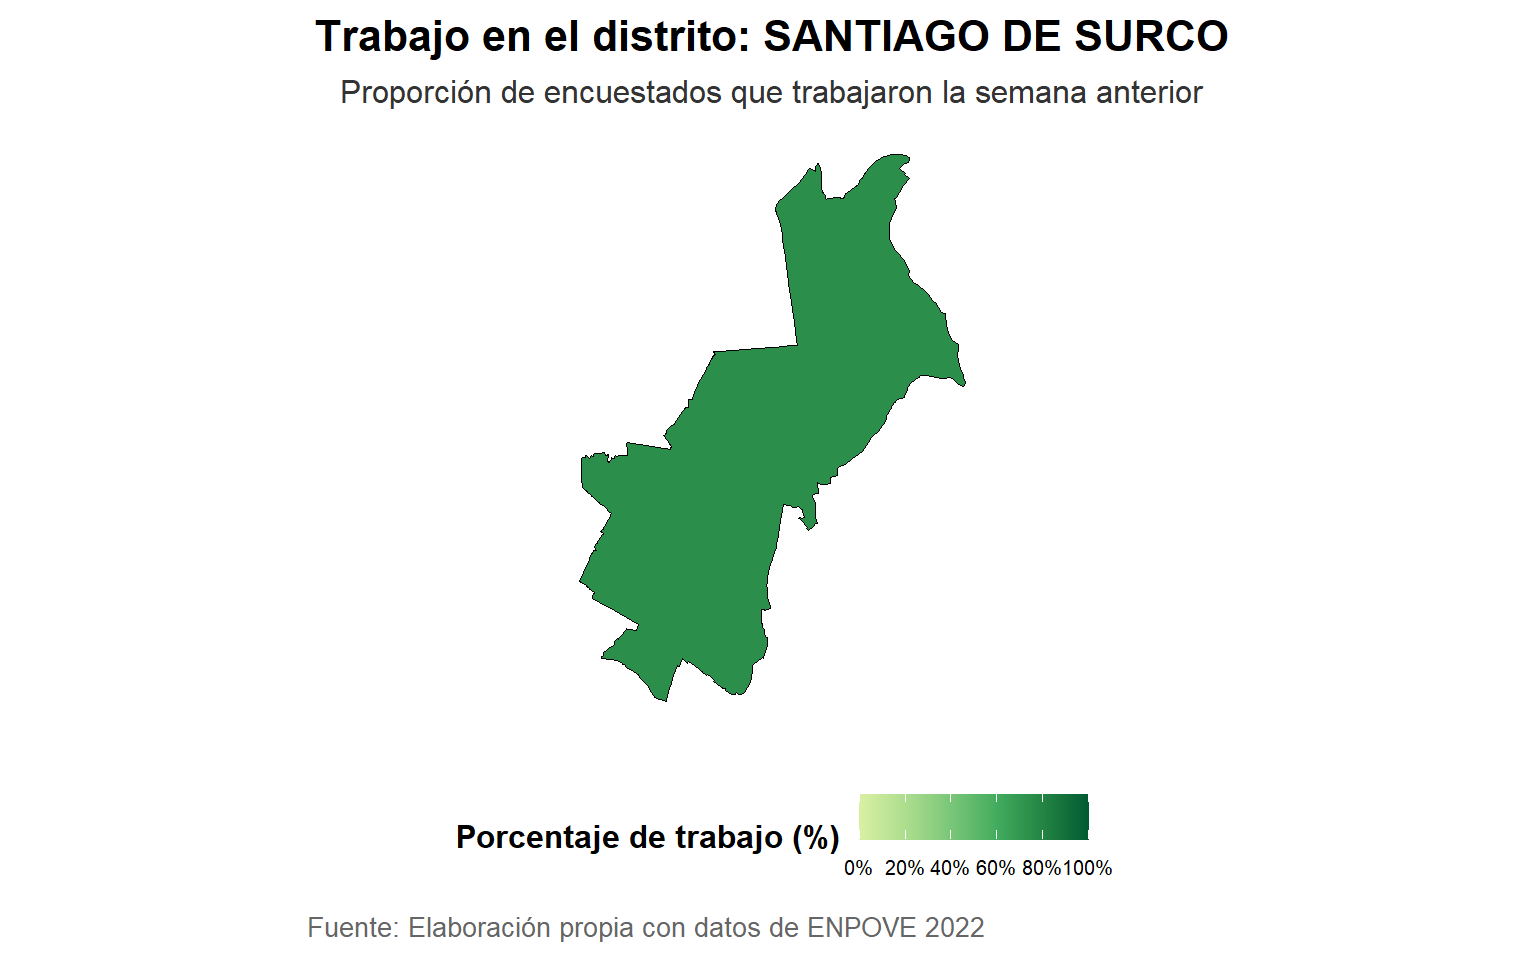 Trabajo en el distrito: SANTIAGO DE SURCO
Proporción de encuestados que trabajaron la semana anterior
Porcentaje de trabajo (%)
0% 20% 40% 60% 80% 100%
Fuente: Elaboración propia con datos de ENPOVE 2022